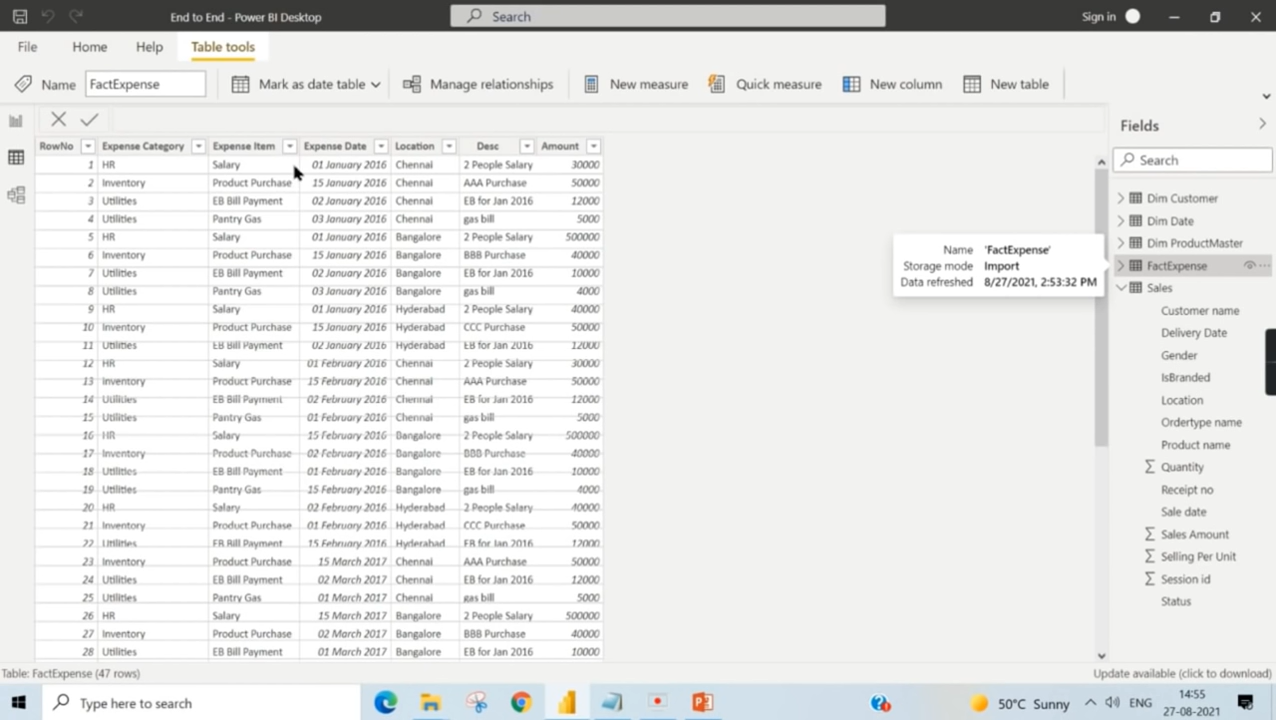 End to End - Power BI Desktop
Search
Sign in
File Home Help Table tools
Name FactExpense Mark as date table Manage relationships New measure Quick measure New column New table
RowNo Expense Category Expense Item Expense Date Location Desc Amount
1 HR Salary 01 January 2016 Chennai 2 People Salary 30000
2 Inventory Product Purchase 15 January 2016 Chennai AAA Purchase 50000
3 Utilities EB Bill Payment 02 January 2016 Chennai EB for Jan 2016 12000
4 Utilities Pantry Gas 03 January 2016 Chennai gas bill 5000
5 HR Salary 01 January 2016 Bangalore 2 People Salary 500000
6 Inventory Product Purchase 15 January 2016 Bangalore BBB Purchase 40000
7 Utilities EB Bill Payment 02 January 2016 Bangalore EB for Jan 2016 10000
8 Utilities Pantry Gas 03 January 2016 Bangalore gas bill 4000
9 HR Salary 01 January 2016 Hyderabad 2 People Salary 40000
10 Inventory Product Purchase 15 January 2016 Hyderabad CCC Purchase 50000
11 Utilities EB Bill Payment 02 January 2016 Hyderabad EB for Jan 2016 12000
12 HR Salary 01 February 2016 Chennai 2 People Salary 30000
13 Inventory Product Purchase 15 February 2016 Chennai AAA Purchase 50000
14 Utilities EB Bill Payment 02 February 2016 Chennai EB for Jan 2016 12000
15 Utilities Pantry Gas 01 February 2016 Chennai gas bill 5000
16 HR Salary 15 February 2016 Bangalore 2 People Salary 500000
17 Inventory Product Purchase 02 February 2016 Bangalore BBB Purchase 40000
18 Utilities EB Bill Payment 01 February 2016 Bangalore EB for Jan 2016 10000
19 Utilities Pantry Gas 15 February 2016 Bangalore gas bill 4000
20 HR Salary 02 February 2016 Hyderabad 2 People Salary 40000
21 Inventory Product Purchase 01 February 2016 Hyderabad CCC Purchase 50000
22 Utilities EB Bill Payment 15 February 2016 Hyderabad EB for Jan 2016 12000
23 Inventory Product Purchase 15 March 2017 Chennai AAA Purchase 50000
24 Utilities EB Bill Payment 02 March 2017 Chennai EB for Jan 2016 12000
25 Utilities Pantry Gas 01 March 2017 Chennai gas bill 5000
26 HR Salary 15 March 2017 Bangalore 2 People Salary 500000
27 Inventory Product Purchase 02 March 2017 Bangalore BBB Purchase 40000
28 Utilities EB Bill Payment 01 March 2017 Bangalore EB for Jan 2016 10000
Name 'FactExpense'
Storage mode Import
Data refreshed 8/27/2021, 2:53:32 PM
Fields
Search
Dim Customer
Dim Date
Dim ProductMaster
FactExpense
Sales
Customer name
Delivery Date
Gender
IsBranded
Location
Ordertype name
Product name
Quantity
Receipt no
Sale date
Sales Amount
Selling Per Unit
Session id
Status
Table: FactExpense (47 rows)
Update available (click to download)
Type here to search
50°C Sunny
ENG
14:55
27-08-2021